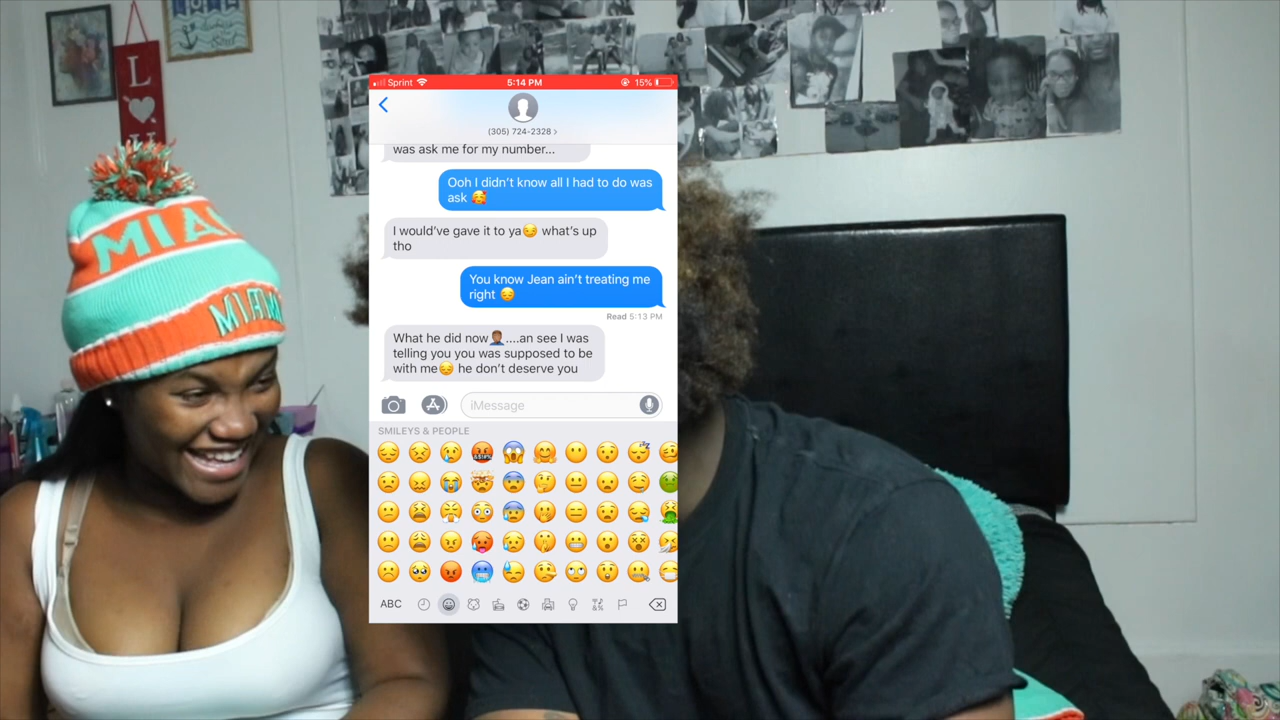 L
MIA
MIAMI
Sprint
5:14 PM
15%
(305) 724-2328 >
was ask me for my number...
Ooh I didn't know all I had to do was
ask 🥰
I would've gave it to ya😔 what's up
tho
You know Jean ain't treating me
right 😔
Read 5:13 PM
What he did now🤦🏾‍♂️....an see I was
telling you you was supposed to be
with me😔 he don't deserve you
iMessage
SMILEYS & PEOPLE
ABC